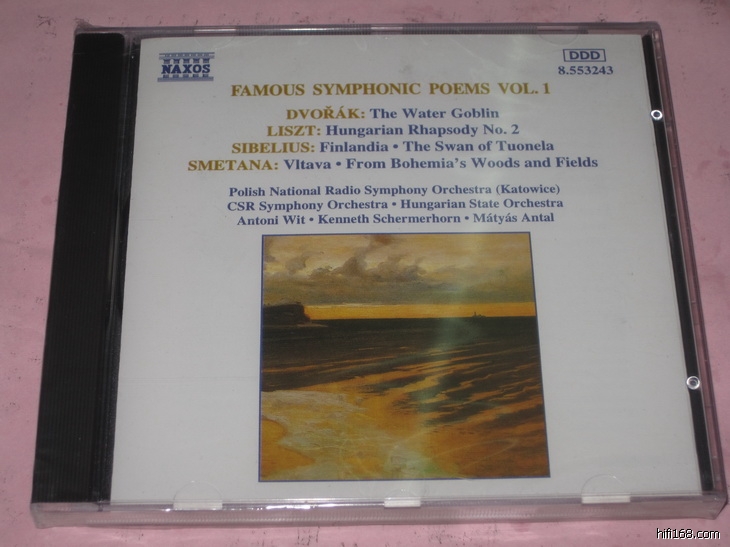 NAXOS
DDD
8.553243
FAMOUS SYMPHONIC POEMS VOL. 1
DVOŘÁK: The Water Goblin
LISZT: Hungarian Rhapsody No. 2
SIBELIUS: Finlandia • The Swan of Tuonela
SMETANA: Vltava • From Bohemia's Woods and Fields
Polish National Radio Symphony Orchestra (Katowice)
CSR Symphony Orchestra • Hungarian State Orchestra
Antoni Wit • Kenneth Schermerhorn • Mátyás Antal
hifi168.com